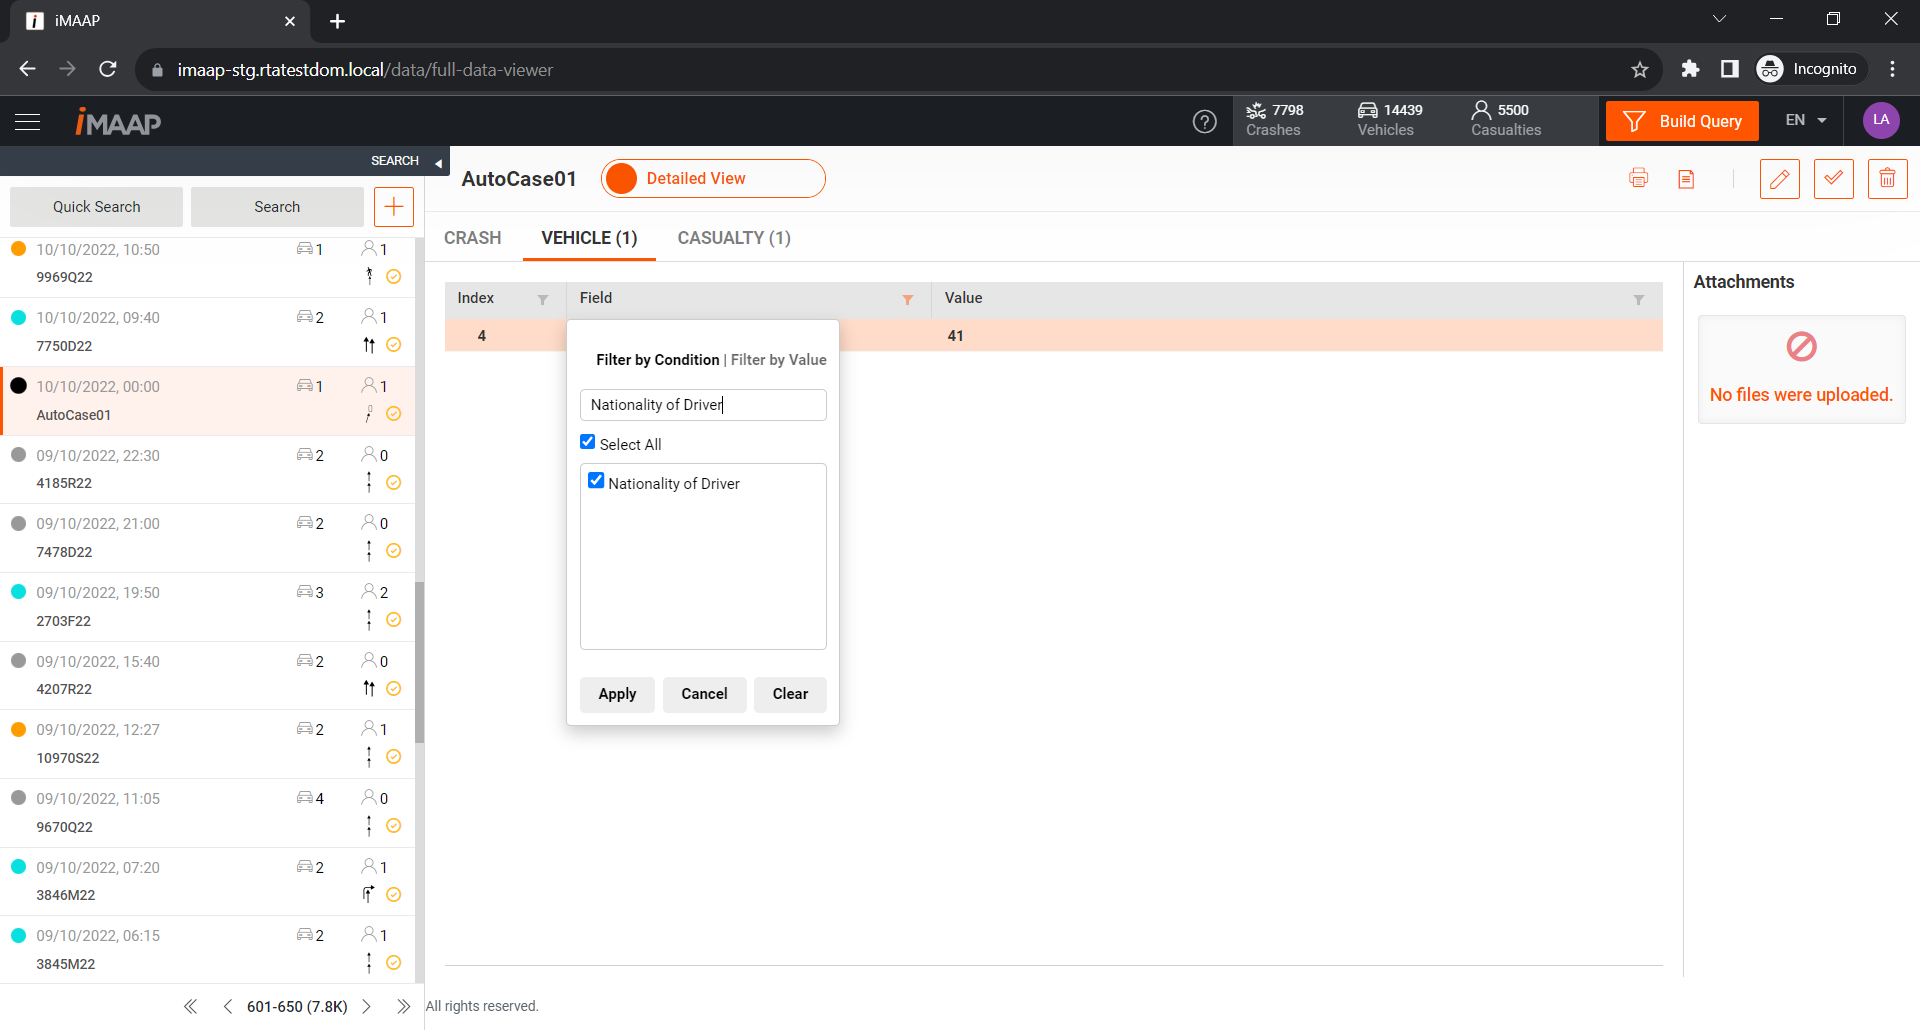 iMAAP
imaap-stg.rtatestdom.local/data/full-data-viewer
Incognito
iMAAP
7798
Crashes
14439
Vehicles
5500
Casualties
Build Query
EN
LA
SEARCH
Quick Search
Search
AutoCase01
Detailed View
CRASH
VEHICLE (1)
CASUALTY (1)
10/10/2022, 10:50 1 1
9969Q22
10/10/2022, 09:40 2 1
7750D22
10/10/2022, 00:00 1 1
AutoCase01
09/10/2022, 22:30 2 0
4185R22
09/10/2022, 21:00 2 0
7478D22
09/10/2022, 19:50 3 2
2703F22
09/10/2022, 15:40 2 0
4207R22
09/10/2022, 12:27 2 1
10970S22
09/10/2022, 11:05 4 0
9670Q22
09/10/2022, 07:20 2 1
3846M22
09/10/2022, 06:15 2 1
3845M22
601-650 (7.8K)
Index Field Value
4 41
Filter by Condition | Filter by Value
Nationality of Driver
Select All
Nationality of Driver
Apply Cancel Clear
Attachments
No files were uploaded.
All rights reserved.